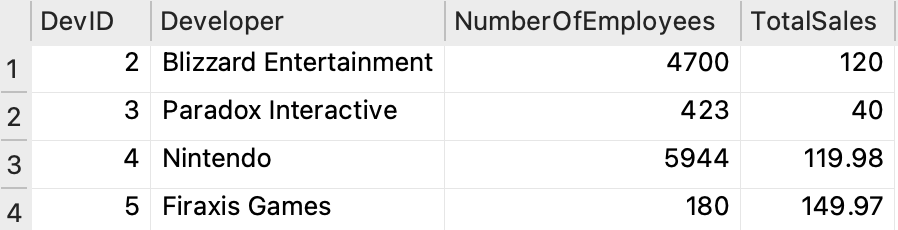 DevID Developer NumberOfEmployees TotalSales
1 2 Blizzard Entertainment 4700 120
2 3 Paradox Interactive 423 40
3 4 Nintendo 5944 119.98
4 5 Firaxis Games 180 149.97